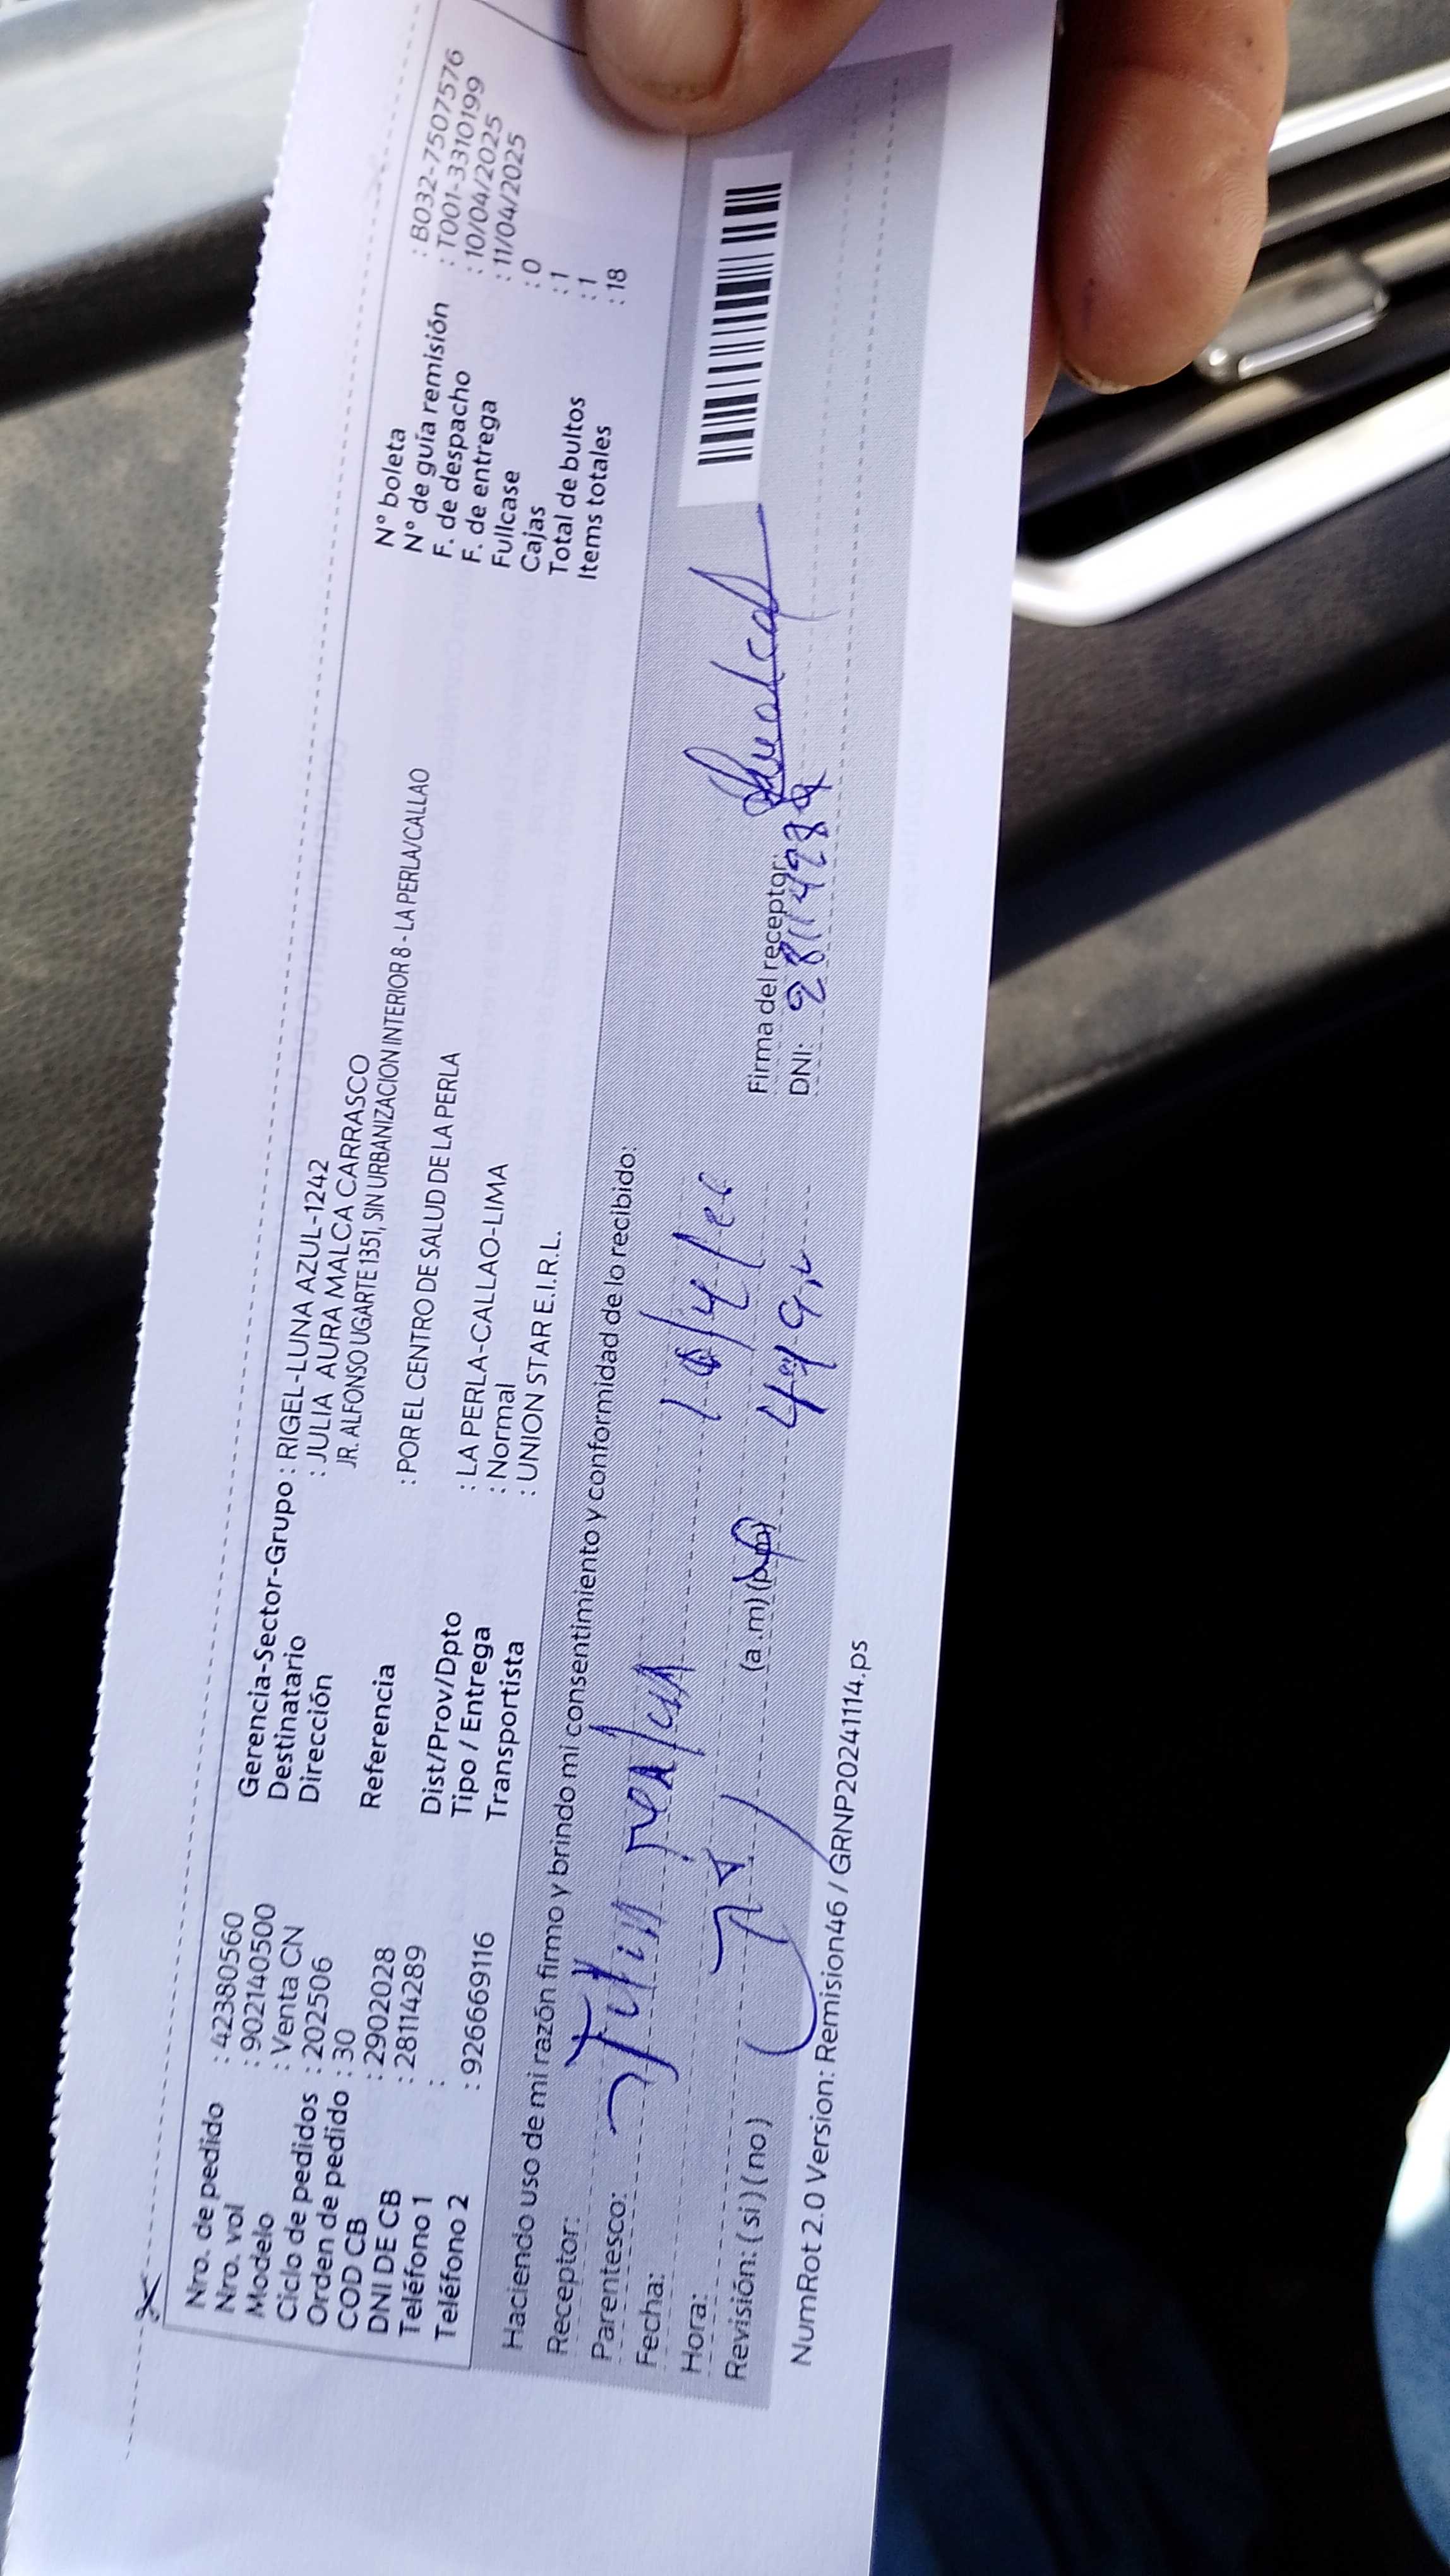 Nro. de pedido : 42380560
Nro. vol : 902140500
Modelo : Venta CN
Ciclo de pedidos : 202506
Orden de pedido : 30
COD CB : 2902028
DNI DE CB : 28114289
Teléfono 1 :
Teléfono 2 : 926669116
Gerencia-Sector-Grupo : RIGEL-LUNA AZUL-1242
Destinatario : JULIA AURA MALCA CARRASCO
Dirección JR. ALFONSO UGARTE 1351, SIN URBANIZACION INTERIOR 8 - LA PERLA/CALLAO
Referencia : POR EL CENTRO DE SALUD DE LA PERLA
Dist/Prov/Dpto : LA PERLA-CALLAO-LIMA
Tipo / Entrega : Normal
Transportista : UNION STAR E.I.R.L.
N° boleta : B032-7507576
N° de guía remisión : T001-3310199
F. de despacho : 10/04/2025
F. de entrega : 11/04/2025
Fullcase : 0
Cajas : 1
Total de bultos : 1
Items totales : 18
Haciendo uso de mi razón firmo y brindo mi consentimiento y conformidad de lo recibido:
Receptor:
Parentesco:
Fecha:
Hora: (a.m) (p.m)
Revisión: ( si ) ( no )
Firma del receptor:
DNI:
NumRot 2.0 Version: Remision46 / GRNP20241114.ps